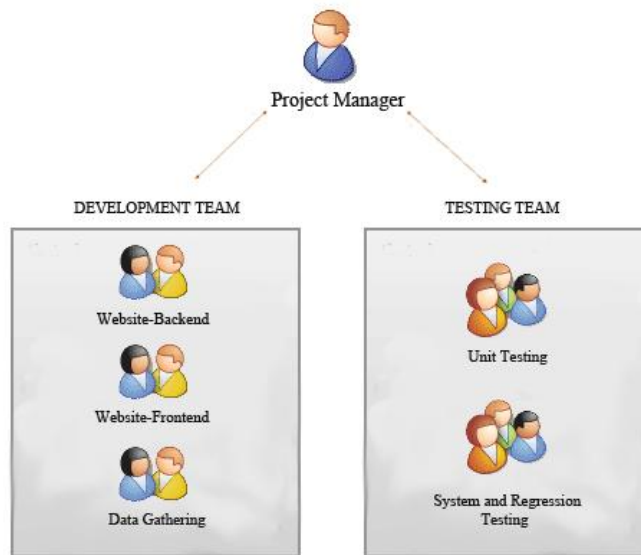 Project Manager
DEVELOPMENT TEAM
Website-Backend
Website-Frontend
Data Gathering
TESTING TEAM
Unit Testing
System and Regression
Testing